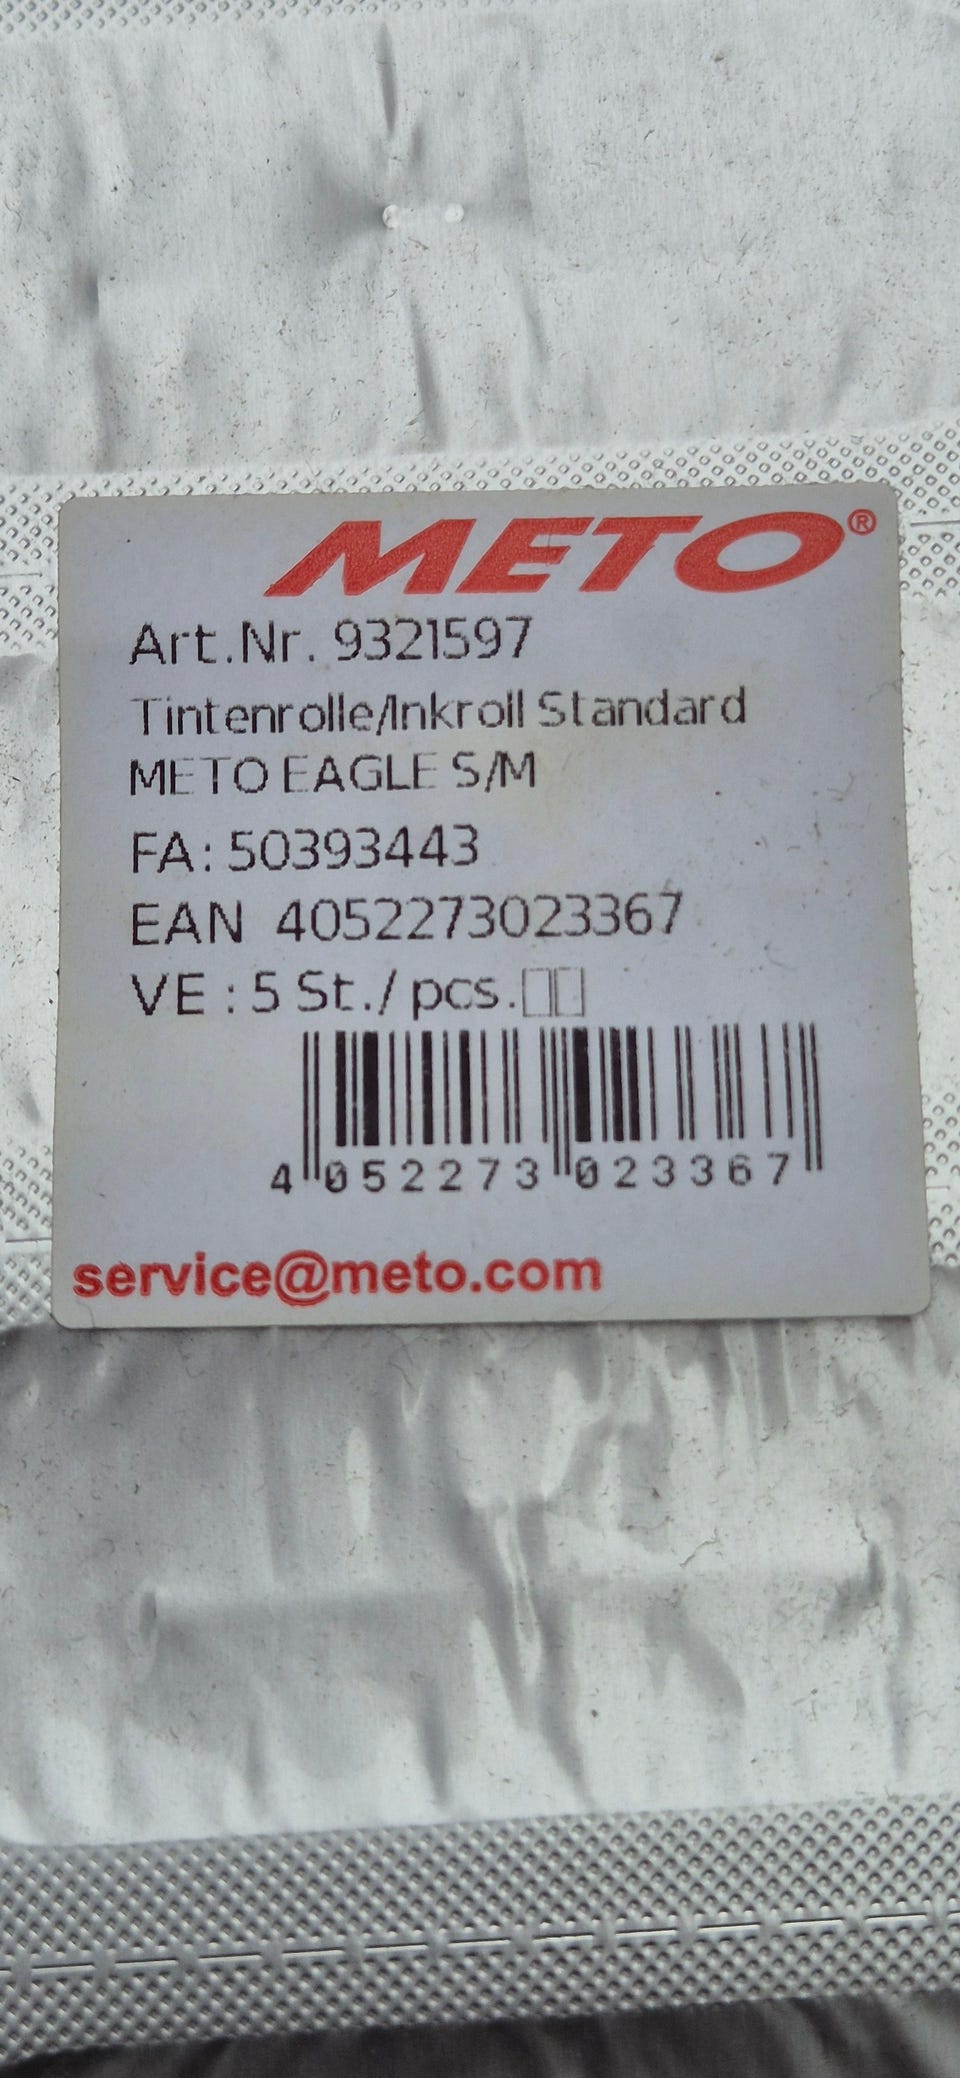 METO®
Art.Nr. 9321597
Tintenrolle/Inkroll Standard
METO EAGLE S/M
FA: 50393443
EAN 4052273023367
VE : 5 St./ pcs.□□
4 052273 023367
service@meto.com